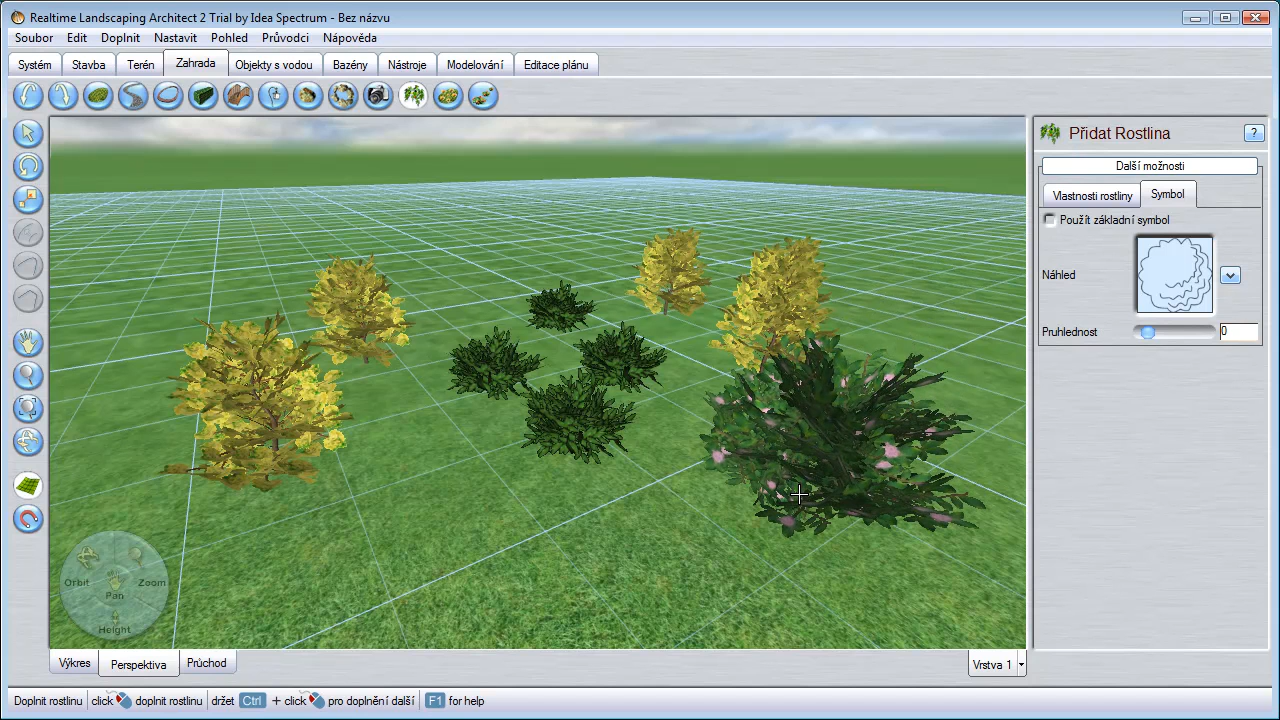 Realtime Landscaping Architect 2 Trial by Idea Spectrum - Bez názvu
Soubor Edit Doplnit Nastavit Pohled Průvodci Nápověda
Systém Stavba Terén Zahrada Objekty s vodou Bazény Nástroje Modelování Editace plánu
Přidat Rostlina ?
Další možnosti
Vlastnosti rostliny Symbol
Použít základní symbol
Náhled
Pruhlednost 0
Orbit Zoom
Pan
Height
Výkres Perspektiva Průchod Vrstva 1
Doplnit rostlinu click doplnit rostlinu držet Ctrl + click pro doplnění další F1 for help